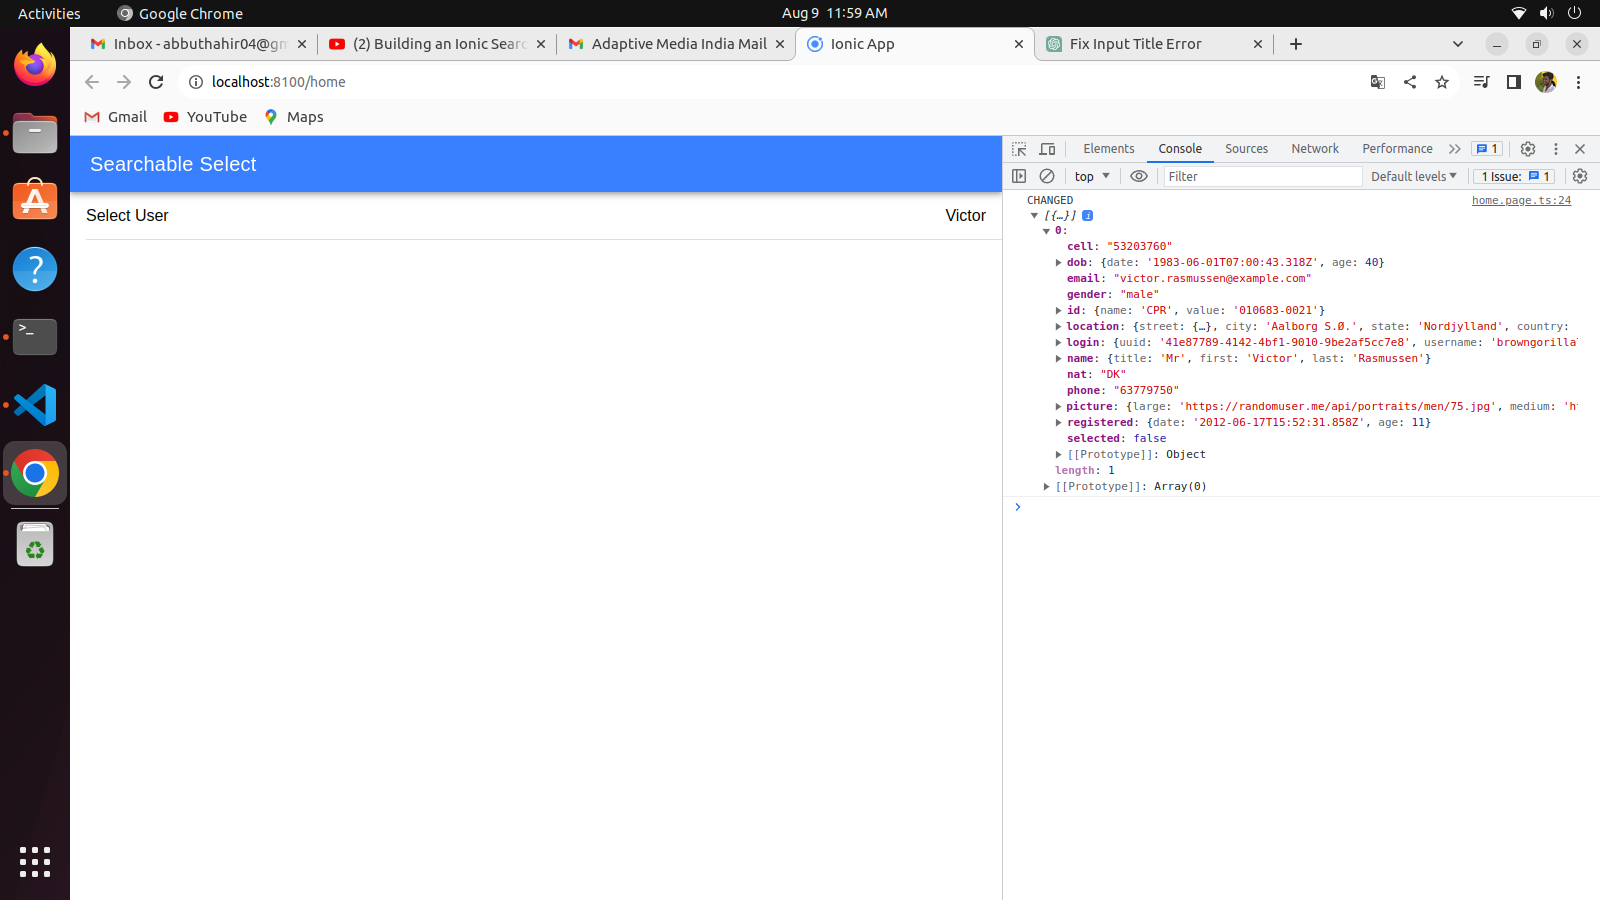 Activities
Google Chrome
Aug 9 11:59 AM
Inbox - abbuthahir04@gm
(2) Building an Ionic Searc
Adaptive Media India Mail
Ionic App
Fix Input Title Error
localhost:8100/home
Gmail
YouTube
Maps
Searchable Select
Select User
Victor
Elements
Console
Sources
Network
Performance
1
top
Filter
Default levels
1 Issue: 1
CHANGED
home.page.ts:24
[{…}]
0:
cell: "53203760"
dob: {date: '1983-06-01T07:00:43.318Z', age: 40}
email: "victor.rasmussen@example.com"
gender: "male"
id: {name: 'CPR', value: '010683-0021'}
location: {street: {…}, city: 'Aalborg S.Ø.', state: 'Nordjylland', country:
login: {uuid: '41e87789-4142-4bf1-9010-9be2af5cc7e8', username: 'browngorilla
name: {title: 'Mr', first: 'Victor', last: 'Rasmussen'}
nat: "DK"
phone: "63779750"
picture: {large: 'https://randomuser.me/api/portraits/men/75.jpg', medium: 'ht
registered: {date: '2012-06-17T15:52:31.858Z', age: 11}
selected: false
[[Prototype]]: Object
length: 1
[[Prototype]]: Array(0)